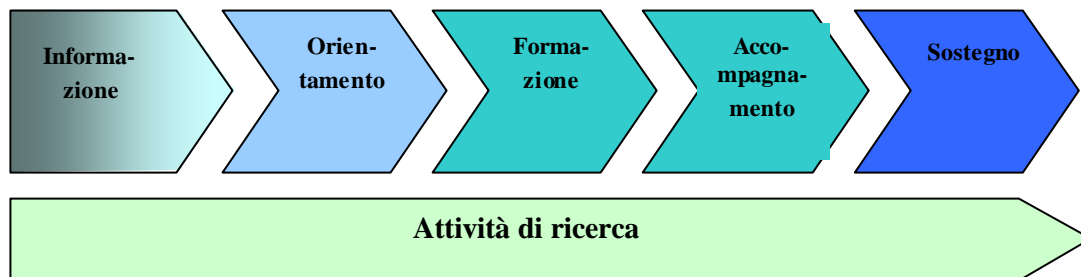 Informa-
zione
Orien-
tamento
Forma-
zione
Acco-
mpagna-
mento
Sostegno
Attività di ricerca